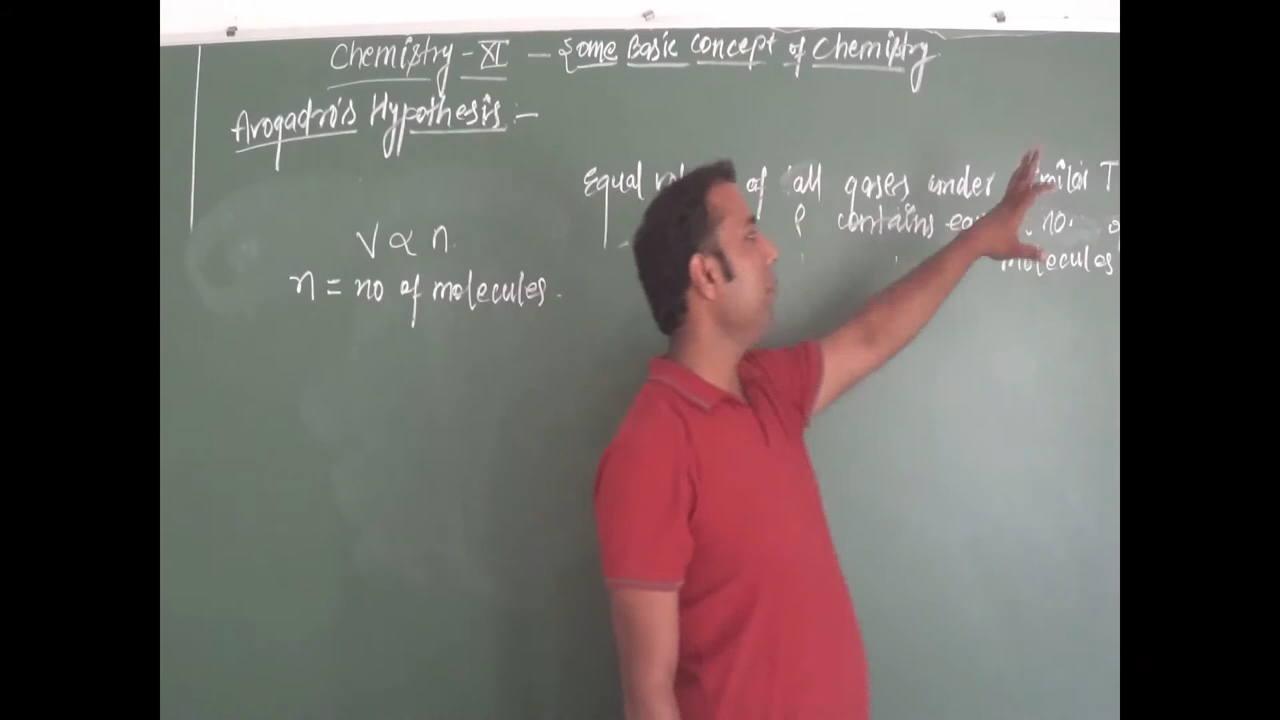 Chemistry - XI - {Some Basic Concept of Chemistry
Avogadro's Hypothesis :-
Equal of all gases under T
contains no.
molecules
V ∝ n
n = no of molecules.